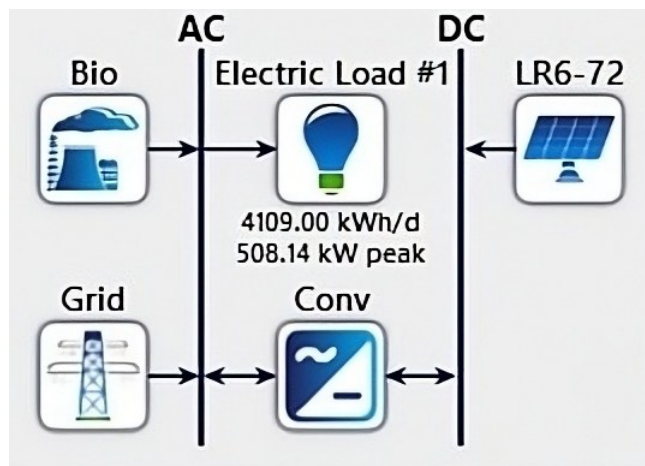 AC
DC
Bio
Electric Load #1
LR6-72
4109.00 kWh/d
508.14 kW peak
Grid
Conv